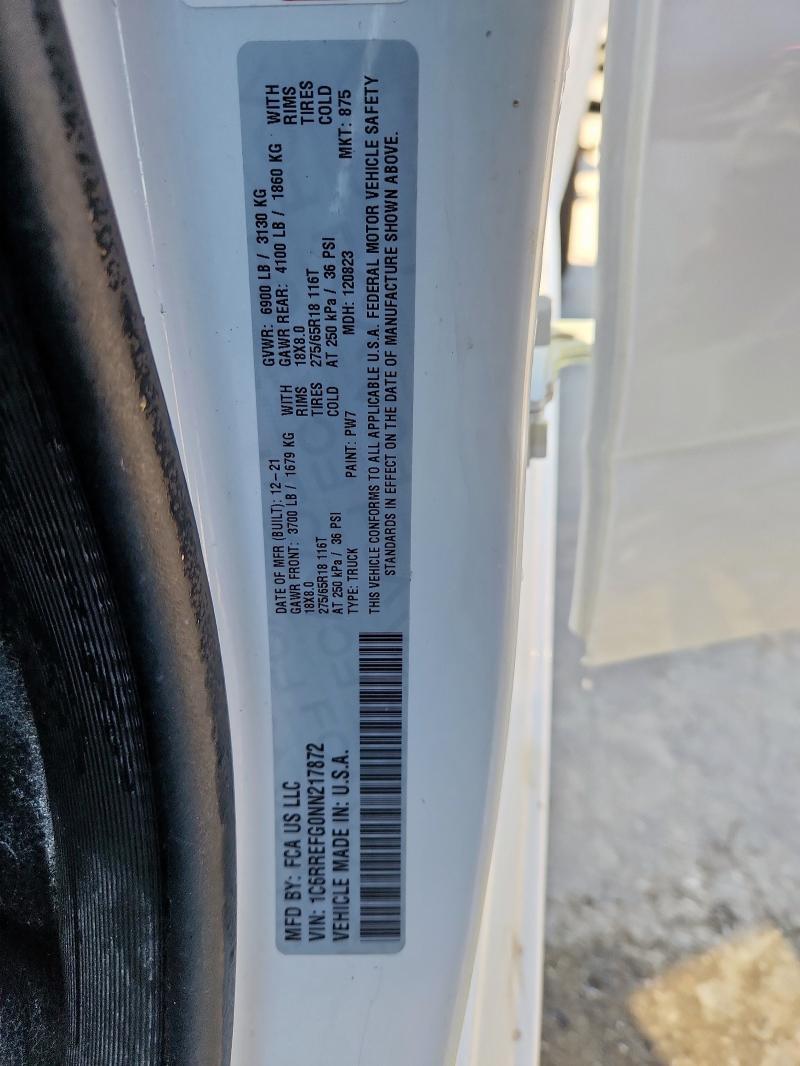 MFD BY: FCA US LLC
VIN: 1C6RREFG0NN217872
VEHICLE MADE IN: U.S.A.
DATE OF MFR (BUILT): 12-21 GVWR: 6900 LB / 3130 KG
GAWR FRONT: 3700 LB / 1679 KG WITH GAWR REAR: 4100 LB / 1860 KG WITH
18X8.0 RIMS 18X8.0 RIMS
275/65R18 116T TIRES 275/65R18 116T TIRES
AT 250 kPa / 36 PSI COLD AT 250 kPa / 36 PSI COLD
TYPE: TRUCK PAINT: PW7 MDH: 120823 MKT: 875
THIS VEHICLE CONFORMS TO ALL APPLICABLE U.S.A. FEDERAL MOTOR VEHICLE SAFETY
STANDARDS IN EFFECT ON THE DATE OF MANUFACTURE SHOWN ABOVE.